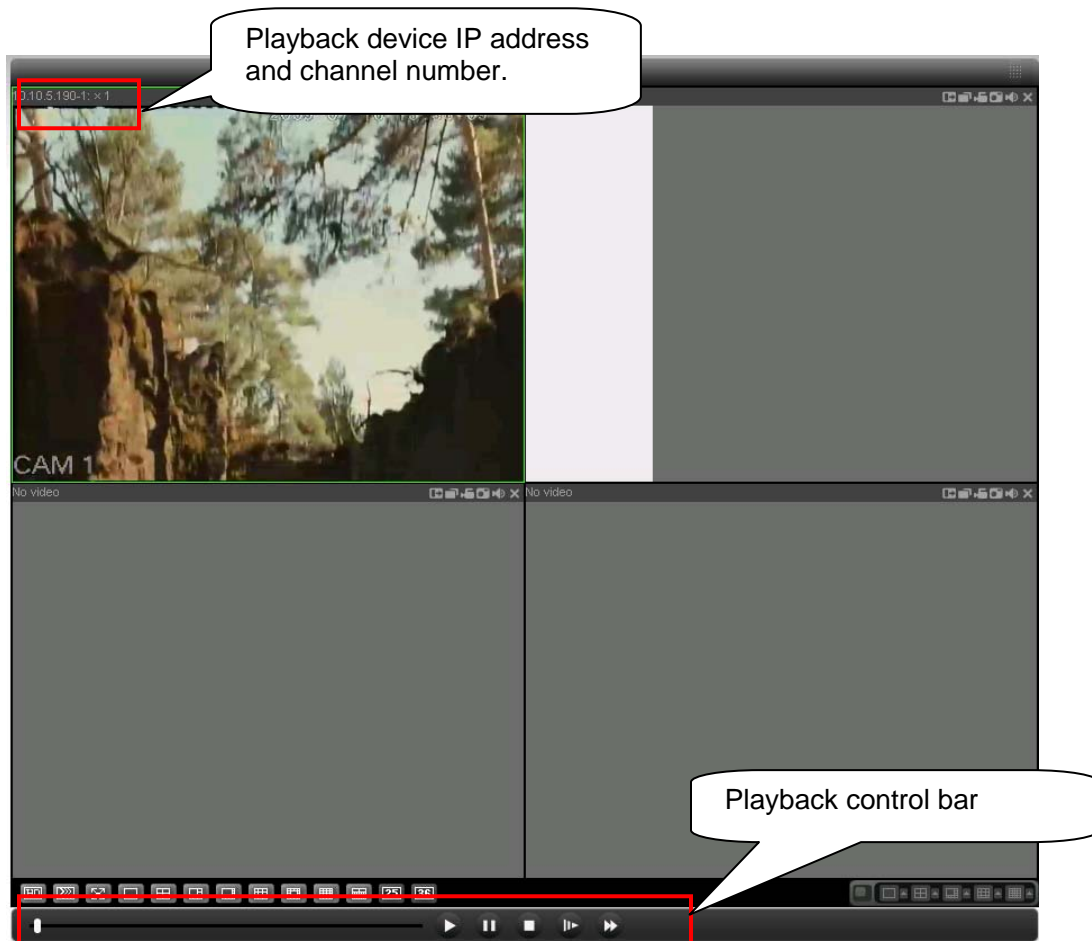 Playback device IP address
and channel number.
10.10.5.190-1: × 1
CAM 1
No video
No video
Playback control bar
HQ
25
36